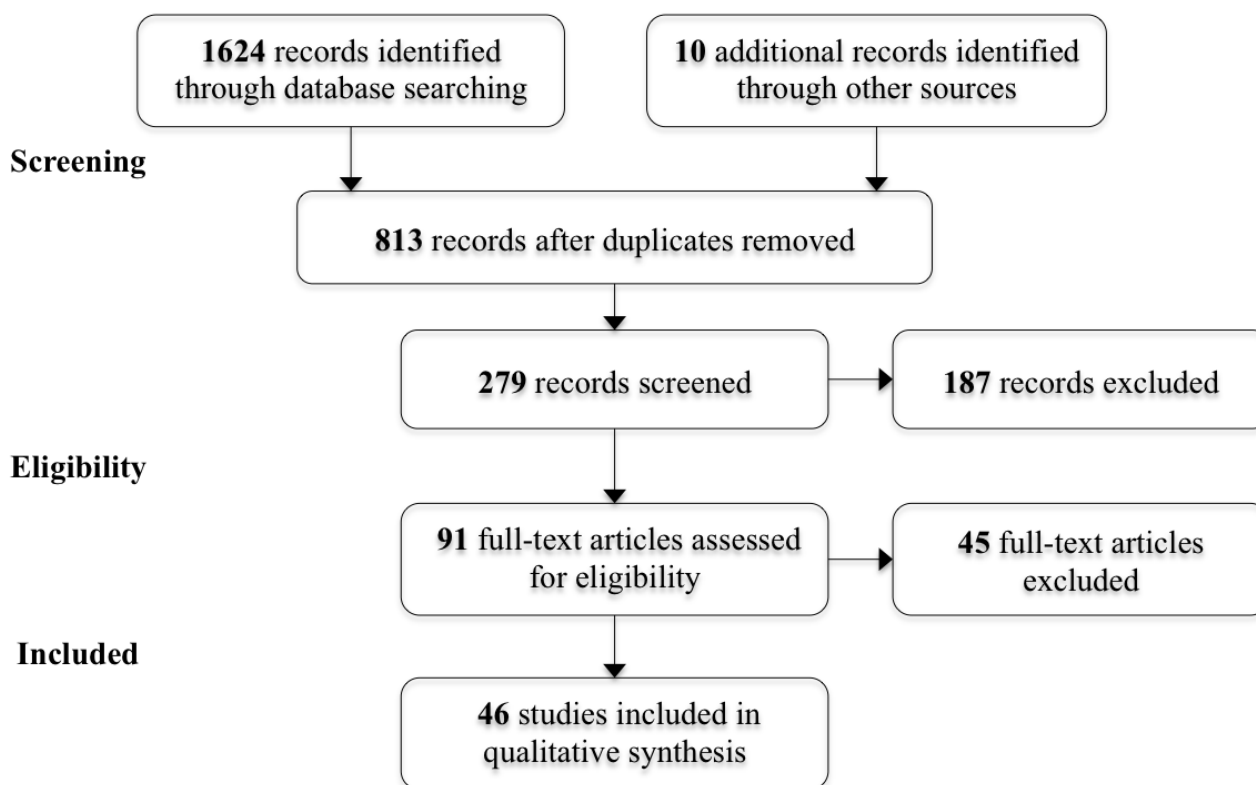 1624 records identified
through database searching
10 additional records identified
through other sources
Screening
813 records after duplicates removed
279 records screened
187 records excluded
Eligibility
91 full-text articles assessed
for eligibility
45 full-text articles
excluded
Included
46 studies included in
qualitative synthesis